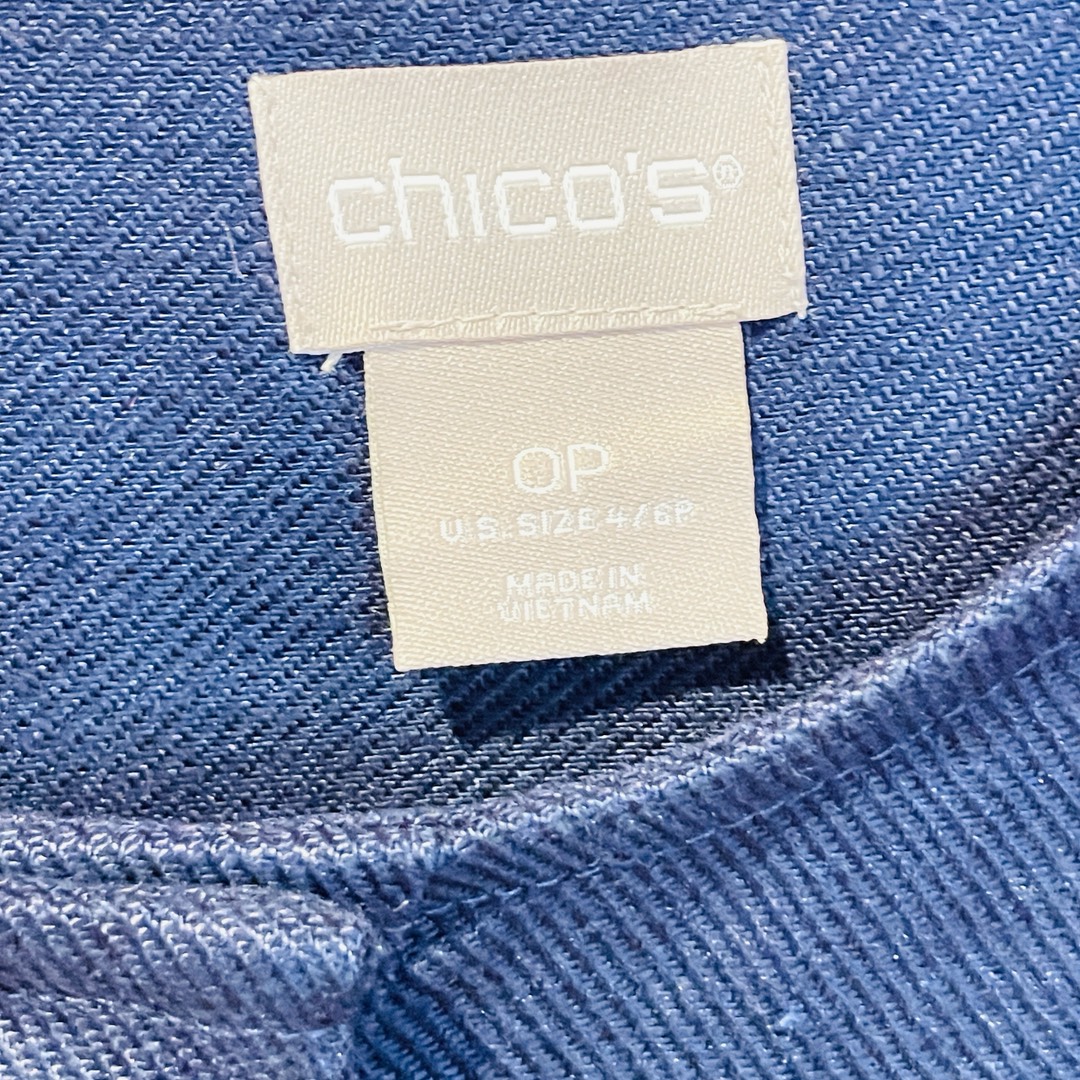 chico's®
0P
U.S. SIZE 4/6P
MADE IN
VIETNAM